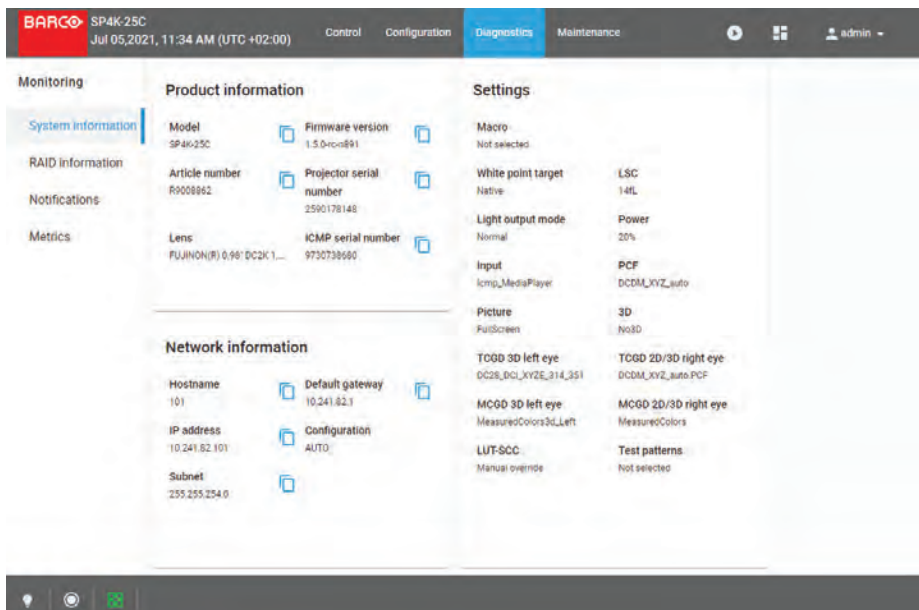 BARCO SP4K-25C
Jul 05,2021, 11:34 AM (UTC +02:00)
Control Configuration Diagnostics Maintenance admin
Monitoring
System information
RAID information
Notifications
Metrics
Product information
Model
SP4K-25C
Firmware version
Article number
R9008962
Projector serial
number
2590178148
Lens
FUJINON(R) 0,98" DC2K 1,...
ICMP serial number
9730738680
Network information
Hostname
101
Default gateway
10.241.82.1
IP address
10.241.82.101
Configuration
AUTO
Subnet
255.255.254.0
Settings
Macro
Not selected
White point target
Native
LSC
14fL
Light output mode
Normal
Power
20%
Input
Icmp_MediaPlayer
PCF
DCDM_XYZ_auto
Picture
FullScreen
3D
No3D
TCGD 3D left eye
DC28_DCI_XYZE_314_351
TCGD 2D/3D right eye
DCDM_XYZ_auto.PCF
MCGD 3D left eye
MeasuredColors3d_Left
MCGD 2D/3D right eye
MeasuredColors
LUT-SCC
Manual override
Test patterns
Not selected